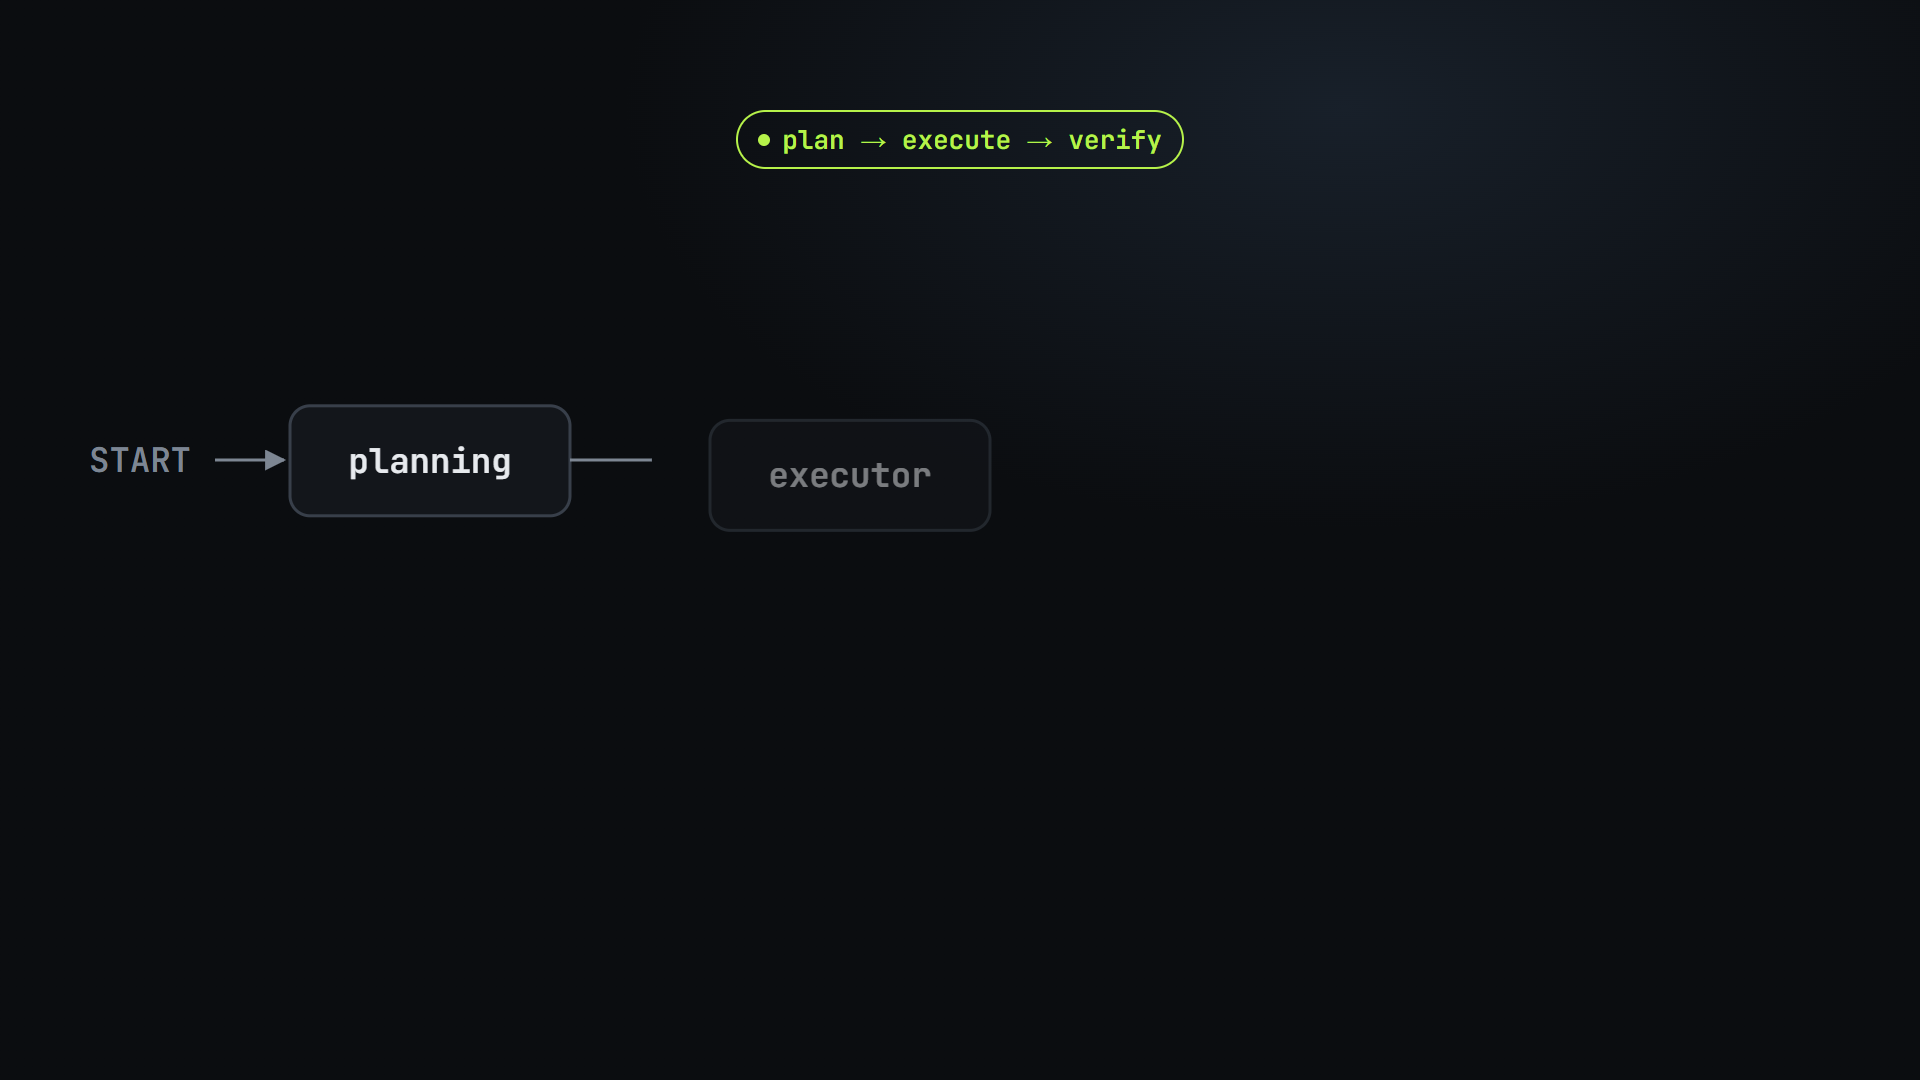 plan → execute → verify
START
planning
executor